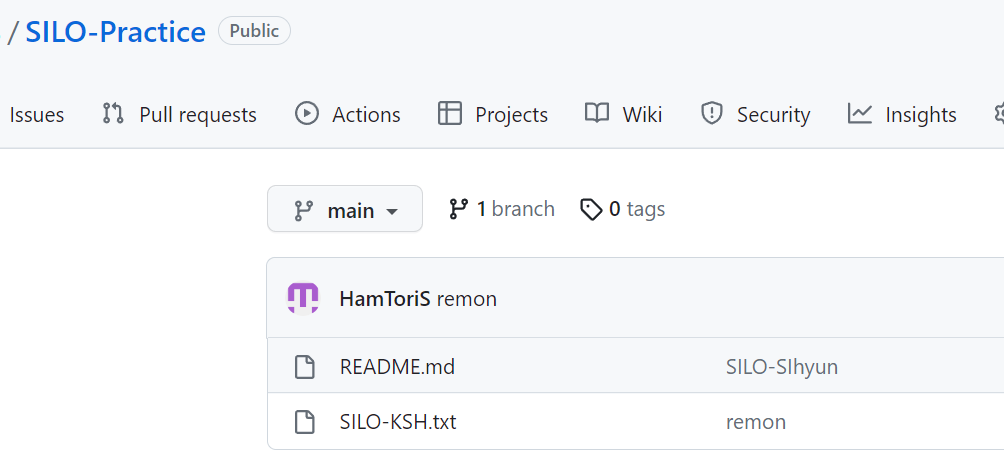 / SILO-Practice Public
Issues Pull requests Actions Projects Wiki Security Insights
main 1 branch 0 tags
HamToriS remon
README.md SILO-SIhyun
SILO-KSH.txt remon